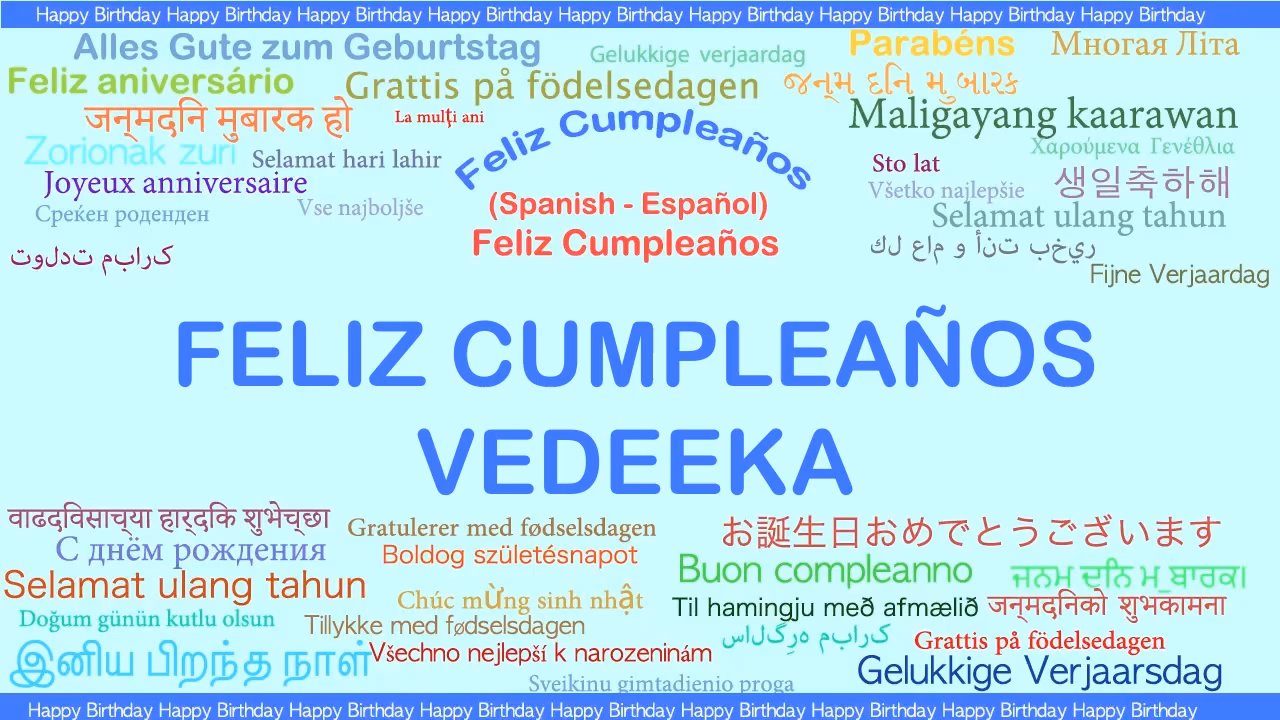 Happy Birthday Happy Birthday Happy Birthday Happy Birthday Happy Birthday Happy Birthday Happy Birthday Happy Birthday Happy Birthday
Alles Gute zum Geburtstag
Gelukkige verjaardag
Parabéns
Многая Літа
Feliz aniversário
Grattis på födelsedagen
જન્મ દિન મુબારક
जन्मदिन मुबारक हो
La mulţi ani
Feliz Cumpleaños
Maligayang kaarawan
Zorionak zuri
Selamat hari lahir
Sto lat
Χαρούμενα Γενέθλια
Joyeux anniversaire
Všetko najlepšie
생일축하해
Среќен роденден
Vse najboljše
(Spanish - Español)
Selamat ulang tahun
Feliz Cumpleaños
تولدت مبارک
كل عام و أنت بخير
Fijne Verjaardag
FELIZ CUMPLEAÑOS
VEDEEKA
वाढदिवसाच्या हार्दिक शुभेच्छा
Gratulerer med fødselsdagen
お誕生日おめでとうございます
С днём рождения
Boldog születésnapot
Buon compleanno
ਜਨਮ ਦਿਨ ਮੁਬਾਰਕ।
Selamat ulang tahun
Chúc mừng sinh nhật
Til hamingju með afmælið
जन्मदिनको शुभकामना
Doğum günün kutlu olsun
Tillykke med fødselsdagen
سالگرہ مبارک
Grattis på födelsedagen
இனிய பிறந்த நாள்
Všechno nejlepší k narozeninám
Gelukkige Verjaarsdag
Sveikinu gimtadienio proga
Happy Birthday Happy Birthday Happy Birthday Happy Birthday Happy Birthday Happy Birthday Happy Birthday Happy Birthday Happy Birthday